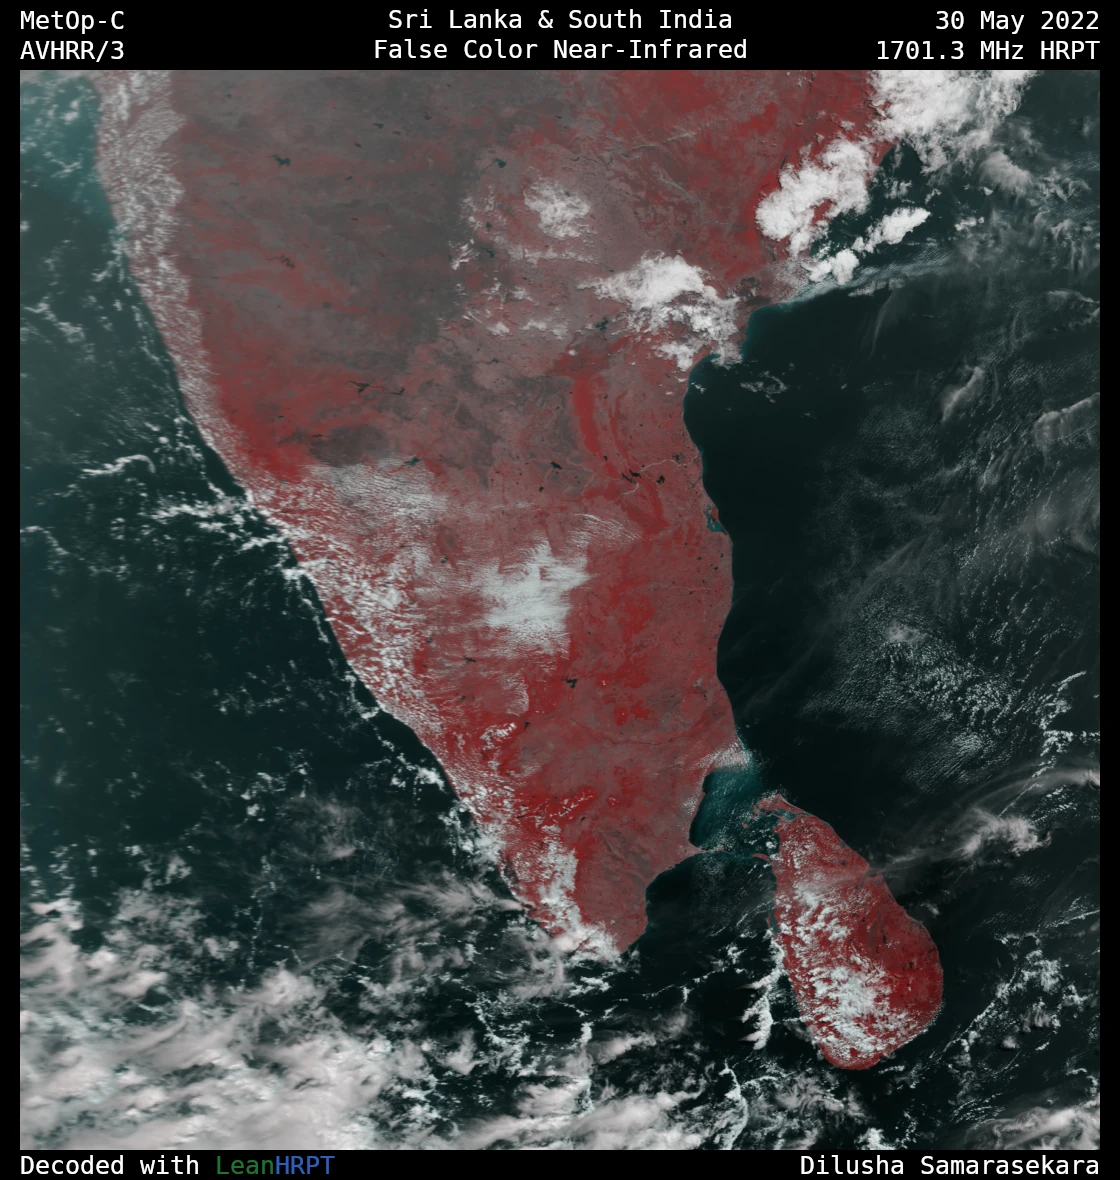 MetOp-C
AVHRR/3
Sri Lanka & South India
False Color Near-Infrared
30 May 2022
1701.3 MHz HRPT
Decoded with LeanHRPT
Dilusha Samarasekara